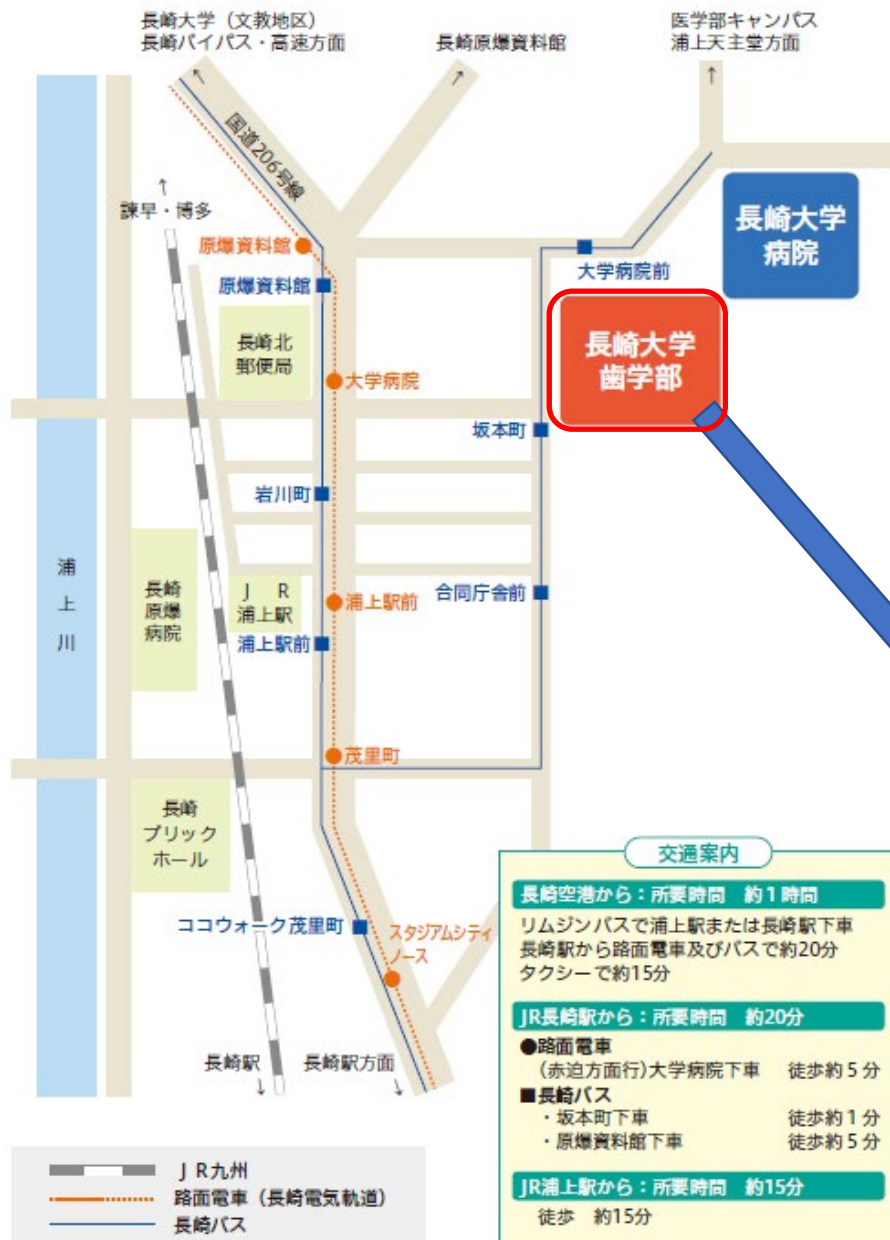 長崎大学（文教地区）
長崎バイパス・高速方面
↑
長崎原爆資料館
↑
医学部キャンパス
浦上天主堂方面
↑
国道206号線
↑
諫早・博多
原爆資料館
原爆資料館
大学病院前
長崎大学
病院
長崎大学
歯学部
長崎北
郵便局
大学病院
坂本町
岩川町
浦上川
長崎
原爆
病院
J R
浦上駅
浦上駅前
浦上駅前
合同庁舎前
茂里町
長崎
ブリック
ホール
ココウォーク茂里町
スタジアムシティ
ノース
長崎駅
↓
長崎駅方面
↓
交通案内
長崎空港から：所要時間　約1時間
リムジンバスで浦上駅または長崎駅下車
長崎駅から路面電車及びバスで約20分
タクシーで約15分
JR長崎駅から：所要時間　約20分
●路面電車
(赤迫方面行)大学病院下車　徒歩約５分
■長崎バス
・坂本町下車　徒歩約１分
・原爆資料館下車　徒歩約５分
JR浦上駅から：所要時間　約15分
徒歩　約15分
ＪＲ九州
路面電車（長崎電気軌道）
長崎バス